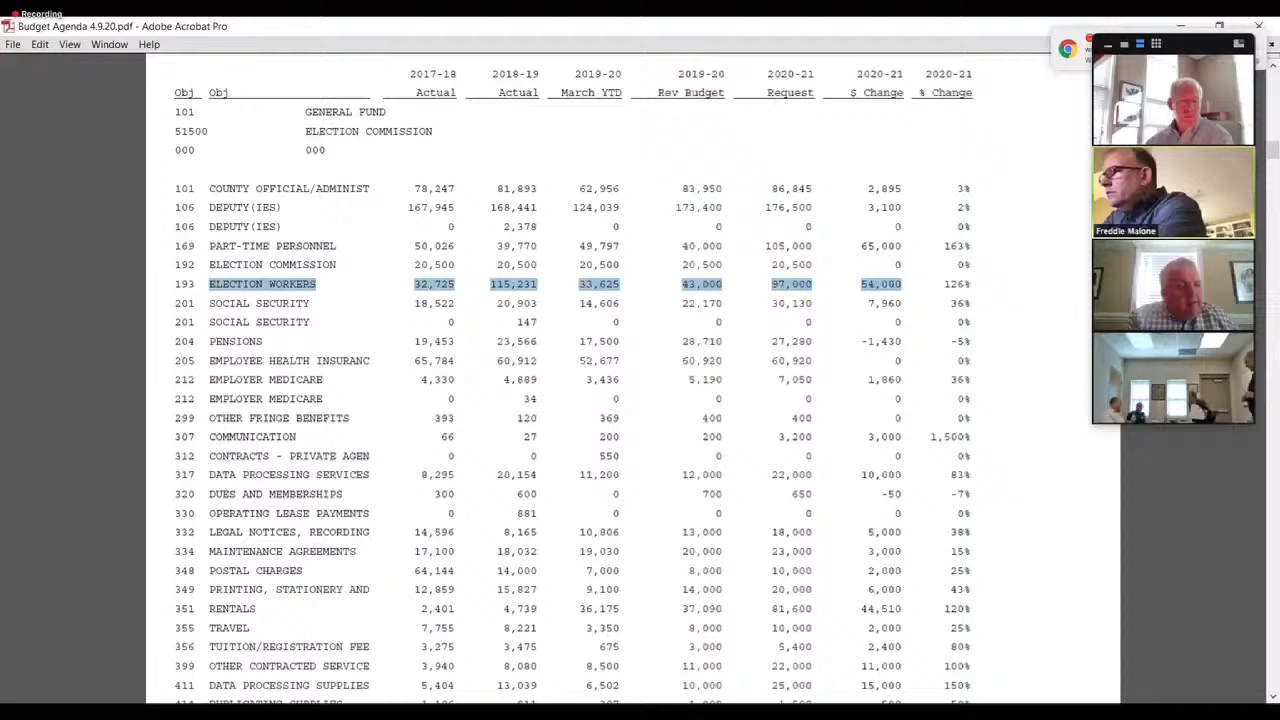 Recording
Budget Agenda 4.9.20.pdf - Adobe Acrobat Pro
File Edit View Window Help
2017-18 2018-19 2019-20 2019-20 2020-21 2020-21 2020-21
Obj Obj Actual Actual March YTD Rev Budget Request $ Change % Change
101 GENERAL FUND
51500 ELECTION COMMISSION
000 000
101 COUNTY OFFICIAL/ADMINIST 78,247 81,893 62,956 83,950 86,845 2,895 3%
106 DEPUTY(IES) 167,945 168,441 124,039 173,400 176,500 3,100 2%
106 DEPUTY(IES) 0 2,378 0 0 0 0 0%
169 PART-TIME PERSONNEL 50,026 39,770 49,797 40,000 105,000 65,000 163%
192 ELECTION COMMISSION 20,500 20,500 20,500 20,500 20,500 0 0%
193 ELECTION WORKERS 32,725 115,231 33,625 43,000 97,000 54,000 126%
201 SOCIAL SECURITY 18,522 20,903 14,606 22,170 30,130 7,960 36%
201 SOCIAL SECURITY 0 147 0 0 0 0 0%
204 PENSIONS 19,453 23,566 17,500 28,710 27,280 -1,430 -5%
205 EMPLOYEE HEALTH INSURANC 65,784 60,912 52,677 60,920 60,920 0 0%
212 EMPLOYER MEDICARE 4,330 4,889 3,436 5,190 7,050 1,860 36%
212 EMPLOYER MEDICARE 0 34 0 0 0 0 0%
299 OTHER FRINGE BENEFITS 393 120 369 400 400 0 0%
307 COMMUNICATION 66 27 200 200 3,200 3,000 1,500%
312 CONTRACTS - PRIVATE AGEN 0 0 550 0 0 0 0%
317 DATA PROCESSING SERVICES 8,295 20,154 11,200 12,000 22,000 10,000 83%
320 DUES AND MEMBERSHIPS 300 600 0 700 650 -50 -7%
330 OPERATING LEASE PAYMENTS 0 881 0 0 0 0 0%
332 LEGAL NOTICES, RECORDING 14,596 8,165 10,806 13,000 18,000 5,000 38%
334 MAINTENANCE AGREEMENTS 17,100 18,032 19,030 20,000 23,000 3,000 15%
348 POSTAL CHARGES 64,144 14,000 7,000 8,000 10,000 2,000 25%
349 PRINTING, STATIONERY AND 12,859 15,827 9,100 14,000 20,000 6,000 43%
351 RENTALS 2,401 4,739 36,175 37,090 81,600 44,510 120%
355 TRAVEL 7,755 8,221 3,350 8,000 10,000 2,000 25%
356 TUITION/REGISTRATION FEE 3,275 3,475 675 3,000 5,400 2,400 80%
399 OTHER CONTRACTED SERVICE 3,940 8,080 8,500 11,000 22,000 11,000 100%
411 DATA PROCESSING SUPPLIES 5,404 13,039 6,502 10,000 25,000 15,000 150%
Freddie Malone